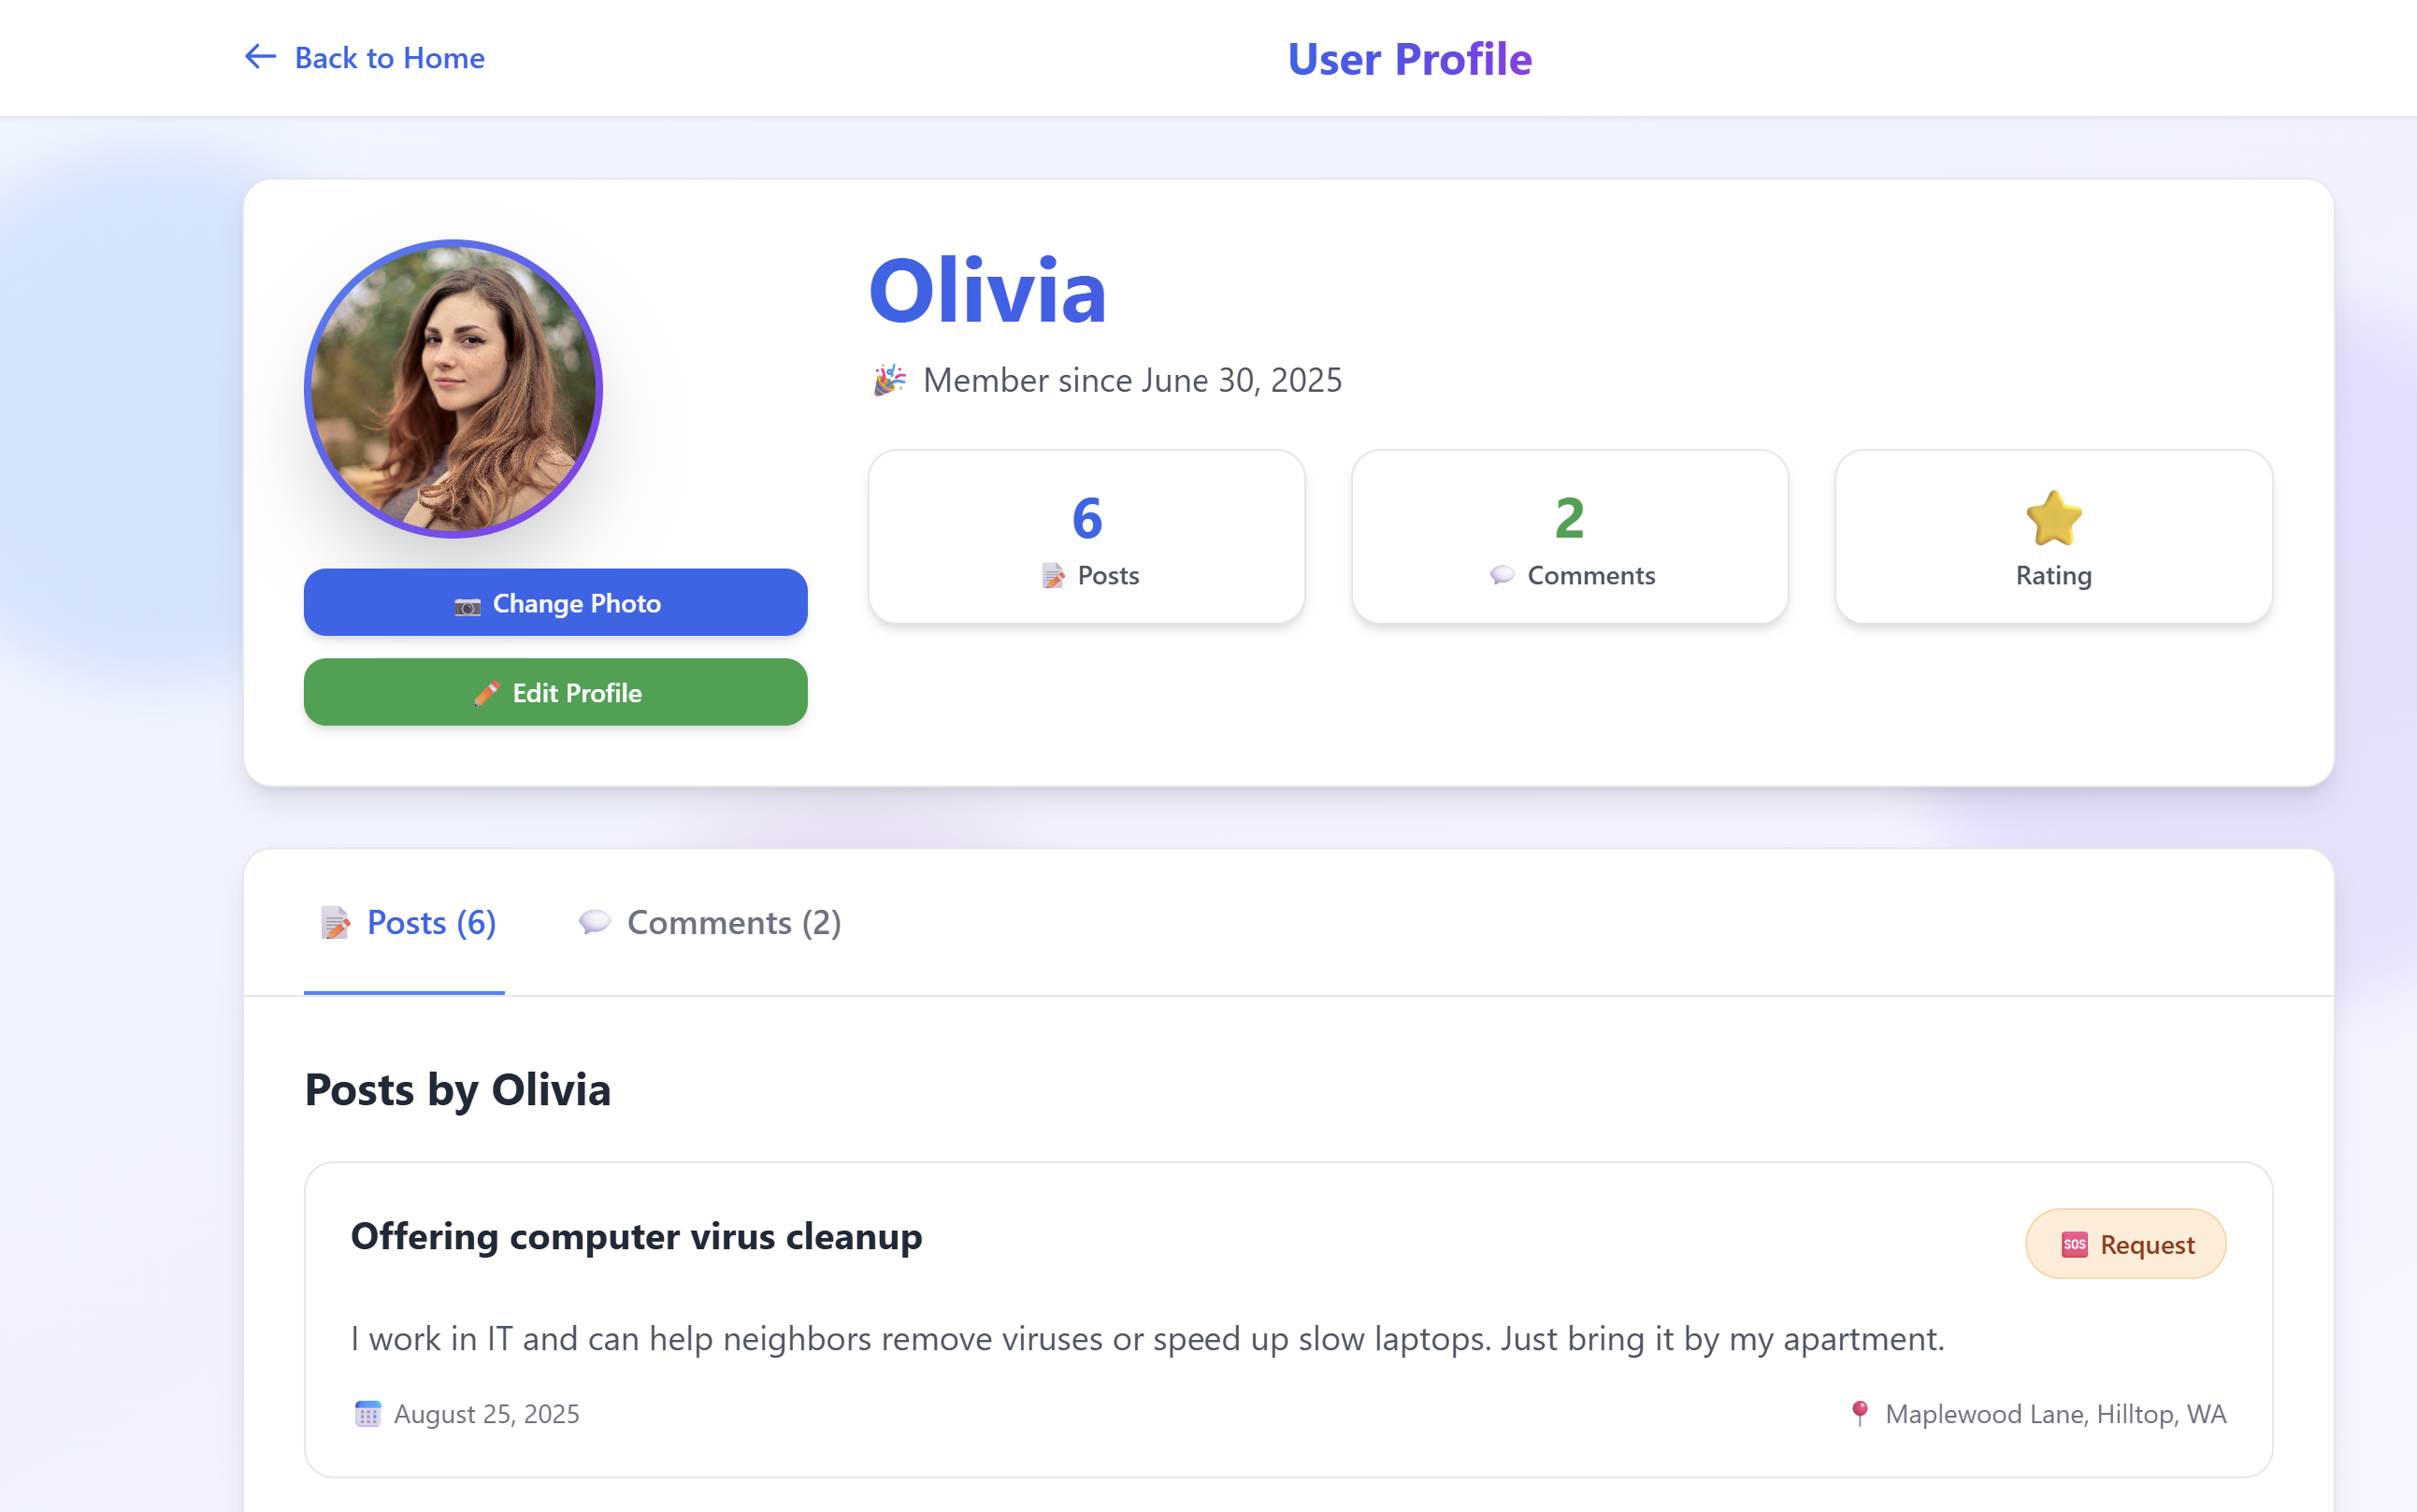 Back to Home
User Profile
Olivia
Member since June 30, 2025
6
Posts
2
Comments
Rating
Change Photo
Edit Profile
Posts (6)
Comments (2)
Posts by Olivia
Offering computer virus cleanup
SOS Request
I work in IT and can help neighbors remove viruses or speed up slow laptops. Just bring it by my apartment.
August 25, 2025
Maplewood Lane, Hilltop, WA